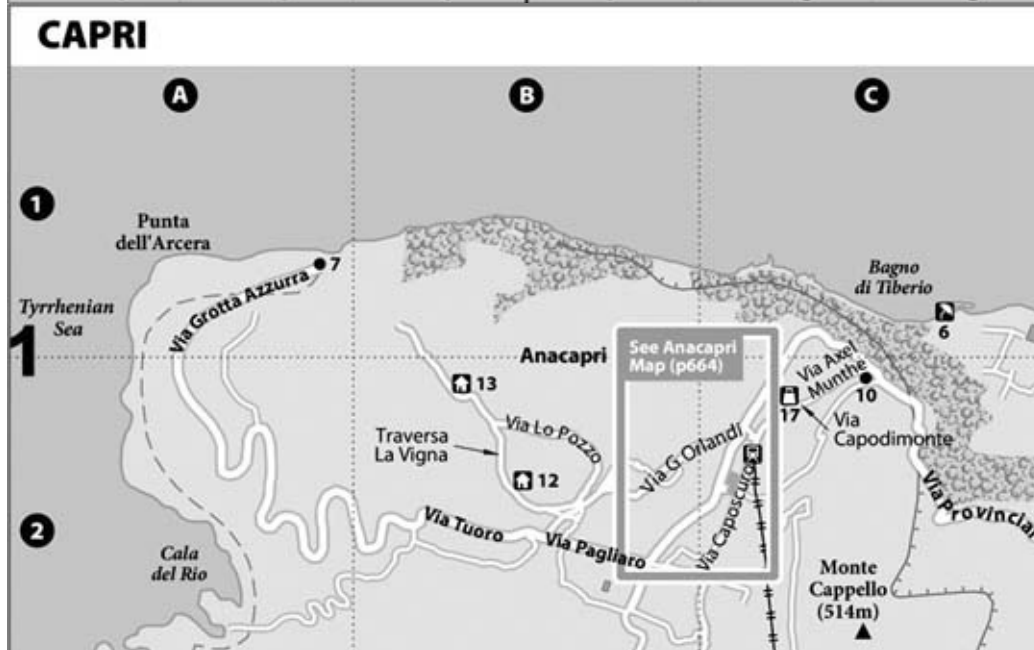 CAPRI
A
B
C
1
Punta
dell'Arcera
7
Via Grotta Azzurra
Tyrrhenian
Sea
1
Bagno
di Tiberio
6
Anacapri
See Anacapri
Map (p664)
Via Axel
Munthe
10
17
Via
Capodimonte
13
Via Lo Pozzo
Traversa
La Vigna
12
Via G Orlandi
Via Caposcuro
2
Via Tuoro
Via Pagliaro
Cala
del Rio
Monte
Cappello
(514m)